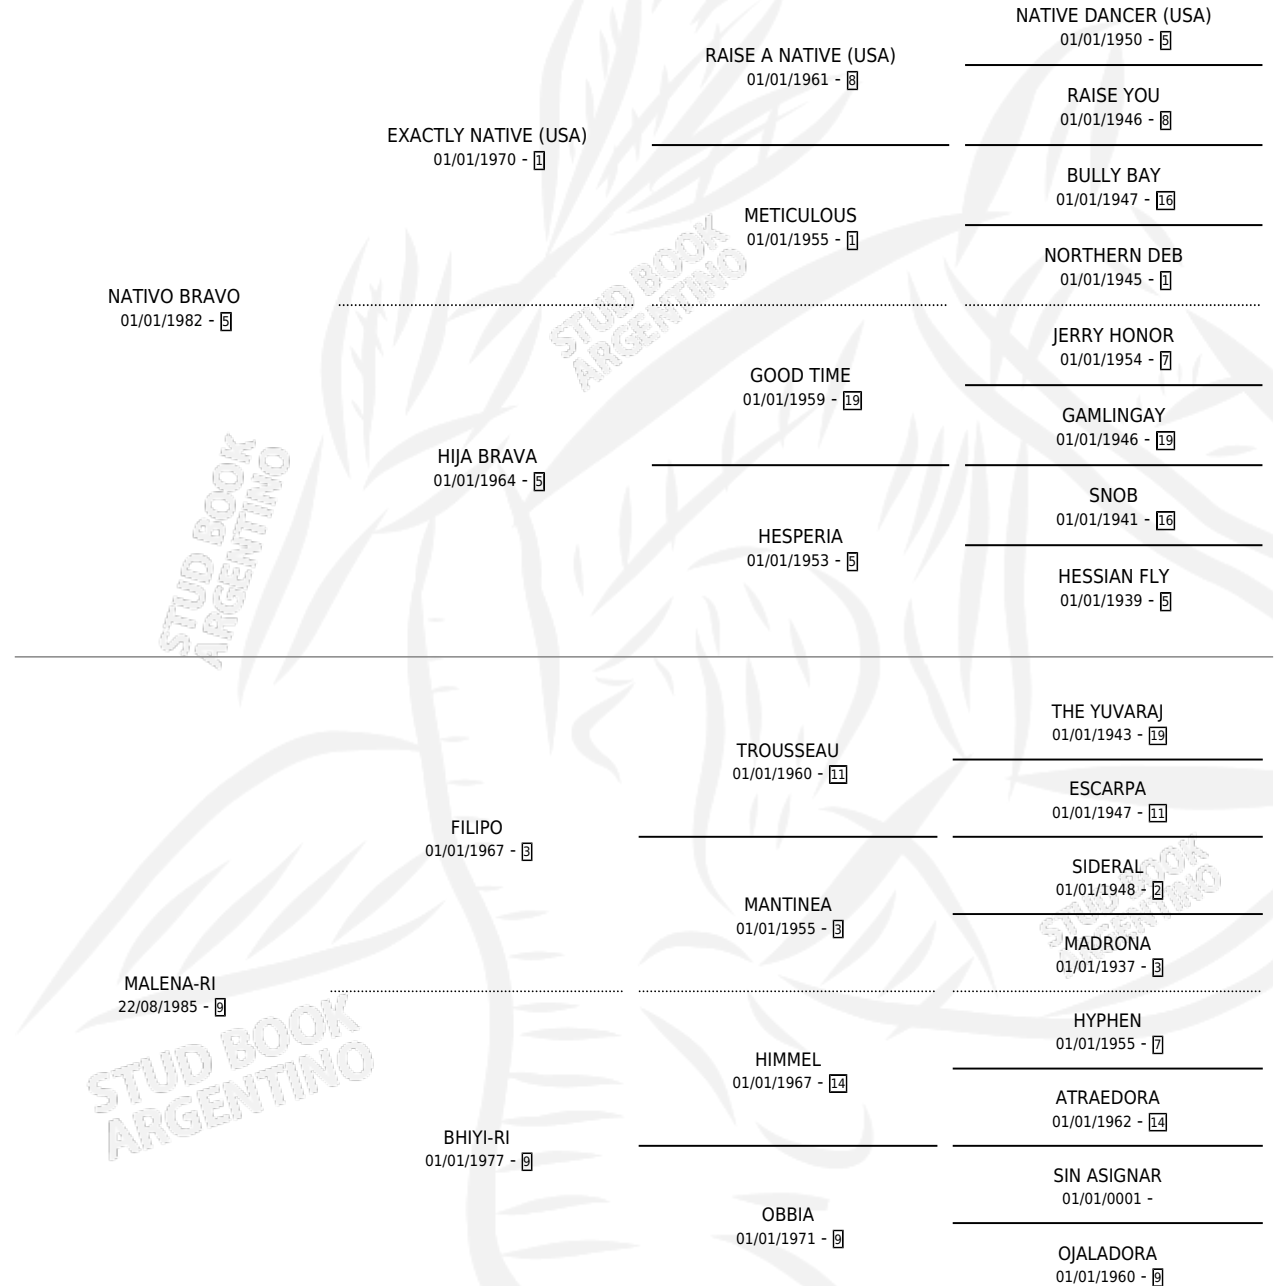 NATIVE DANCER (USA)
01/01/1950 - 5
RAISE A NATIVE (USA)
01/01/1961 - 8
RAISE YOU
01/01/1946 - 8
EXACTLY NATIVE (USA)
01/01/1970 - 1
BULLY BAY
01/01/1947 - 16
METICULOUS
01/01/1955 - 1
NORTHERN DEB
01/01/1945 - 1
NATIVO BRAVO
01/01/1982 - 5
JERRY HONOR
01/01/1954 - 7
GOOD TIME
01/01/1959 - 19
GAMLINGAY
01/01/1946 - 19
HIJA BRAVA
01/01/1964 - 5
SNOB
01/01/1941 - 16
HESPERIA
01/01/1953 - 5
HESSIAN FLY
01/01/1939 - 5
STUD BOOK
ARGENTINO
STUD BOOK
ARGENTINO
THE YUVARAJ
01/01/1943 - 19
TROUSSEAU
01/01/1960 - 11
ESCARPA
01/01/1947 - 11
FILIPO
01/01/1967 - 3
SIDERAL
01/01/1948 - 2
MANTINEA
01/01/1955 - 3
MADRONA
01/01/1937 - 3
MALENA-RI
22/08/1985 - 9
HYPHEN
01/01/1955 - 7
HIMMEL
01/01/1967 - 14
ATRAEDORA
01/01/1962 - 14
BHIYI-RI
01/01/1977 - 9
SIN ASIGNAR
01/01/0001 -
OBBIA
01/01/1971 - 9
OJALADORA
01/01/1960 - 9
STUD BOOK
ARGENTINO
STUD BOOK
ARGENTINO